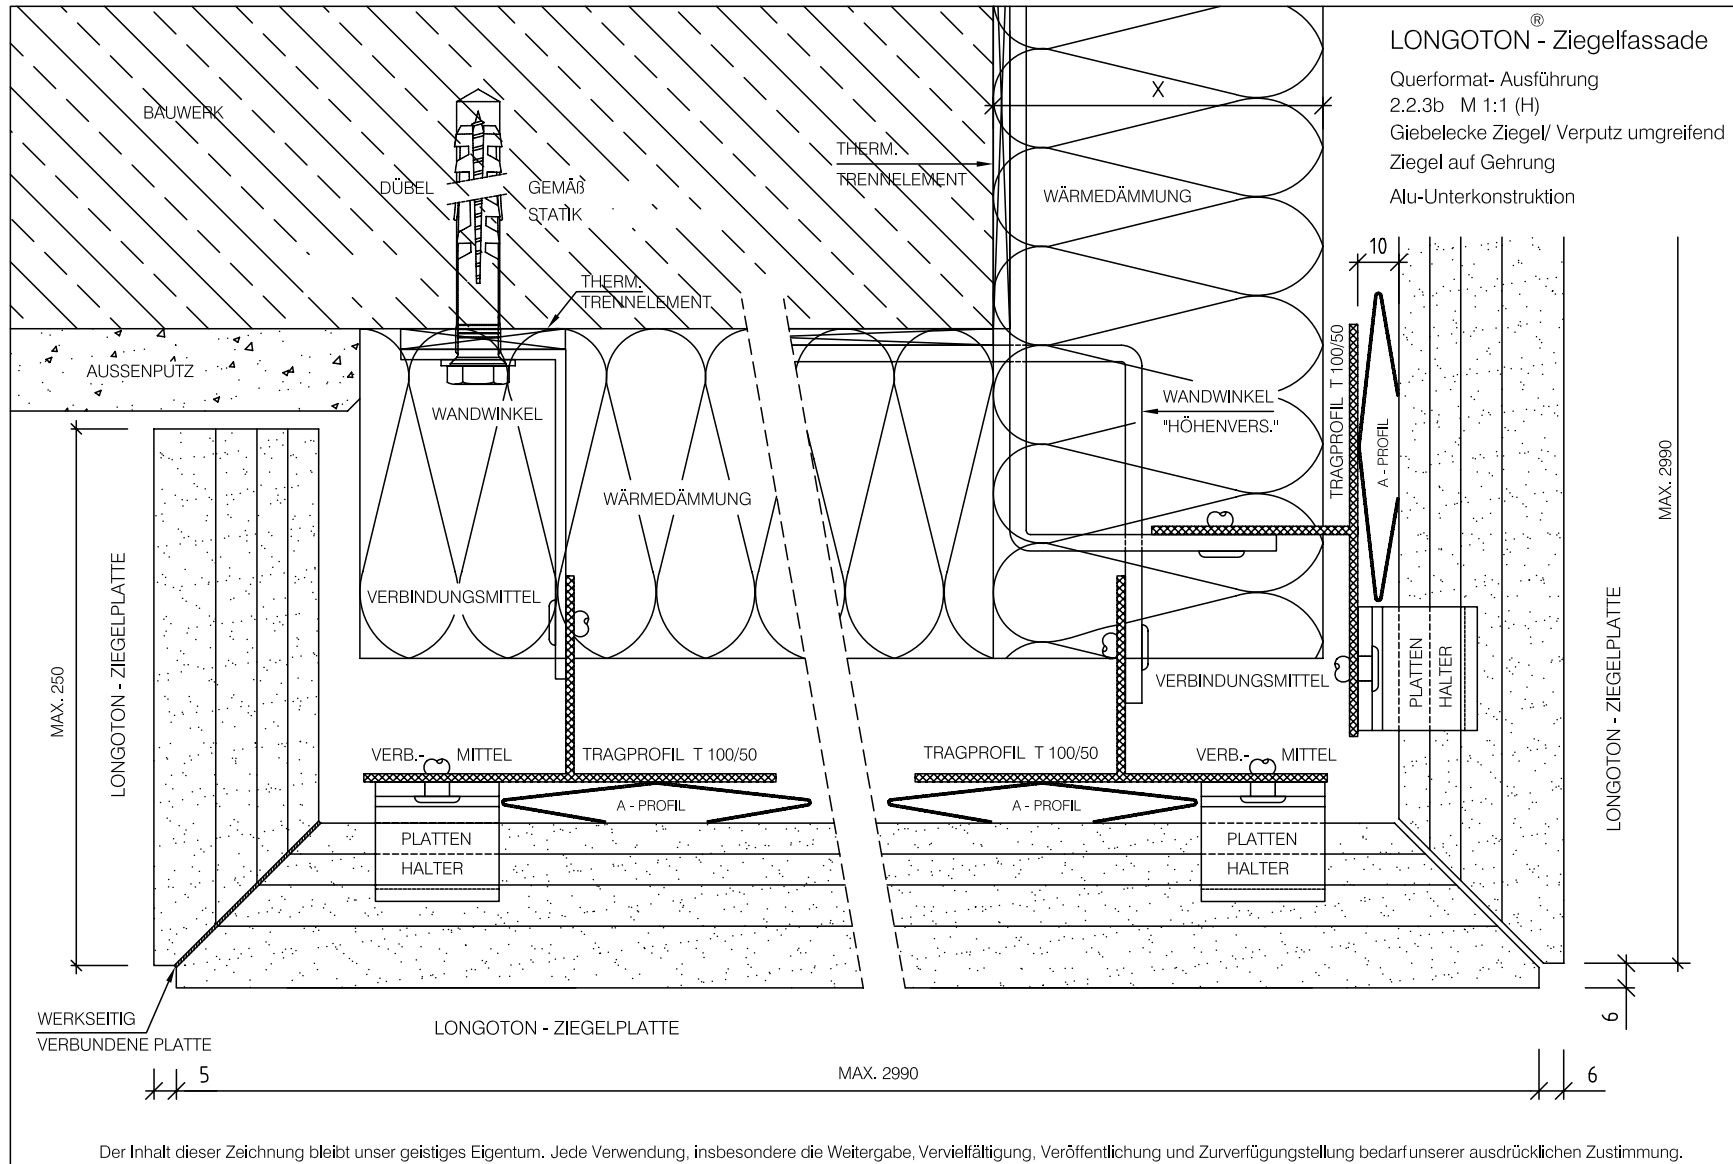 ®
LONGOTON - Ziegelfassade
Querformat- Ausführung
2.2.3b M 1:1 (H)
Giebelecke Ziegel/ Verputz umgreifend
Ziegel auf Gehrung
Alu-Unterkonstruktion
BAUWERK
X
THERM.
TRENNELEMENT
WÄRMEDÄMMUNG
DÜBEL GEMÄß
STATIK
10
THERM.
TRENNELEMENT
AUSSENPUTZ
WANDWINKEL
WANDWINKEL
"HÖHENVERS."
TRAGPROFIL T 100/50
A - PROFIL
MAX. 2990
WÄRMEDÄMMUNG
VERBINDUNGSMITTEL
LONGOTON - ZIEGELPLATTE
MAX. 250
VERBINDUNGSMITTEL
PLATTEN
HALTER
LONGOTON - ZIEGELPLATTE
VERB.- MITTEL
TRAGPROFIL T 100/50
TRAGPROFIL T 100/50
VERB.- MITTEL
A - PROFIL
A - PROFIL
PLATTEN
HALTER
PLATTEN
HALTER
WERKSEITIG
VERBUNDENE PLATTE
LONGOTON - ZIEGELPLATTE
6
5
MAX. 2990
6
Der Inhalt dieser Zeichnung bleibt unser geistiges Eigentum. Jede Verwendung, insbesondere die Weitergabe, Vervielfältigung, Veröffentlichung und Zurverfügungstellung bedarf unserer ausdrücklichen Zustimmung.